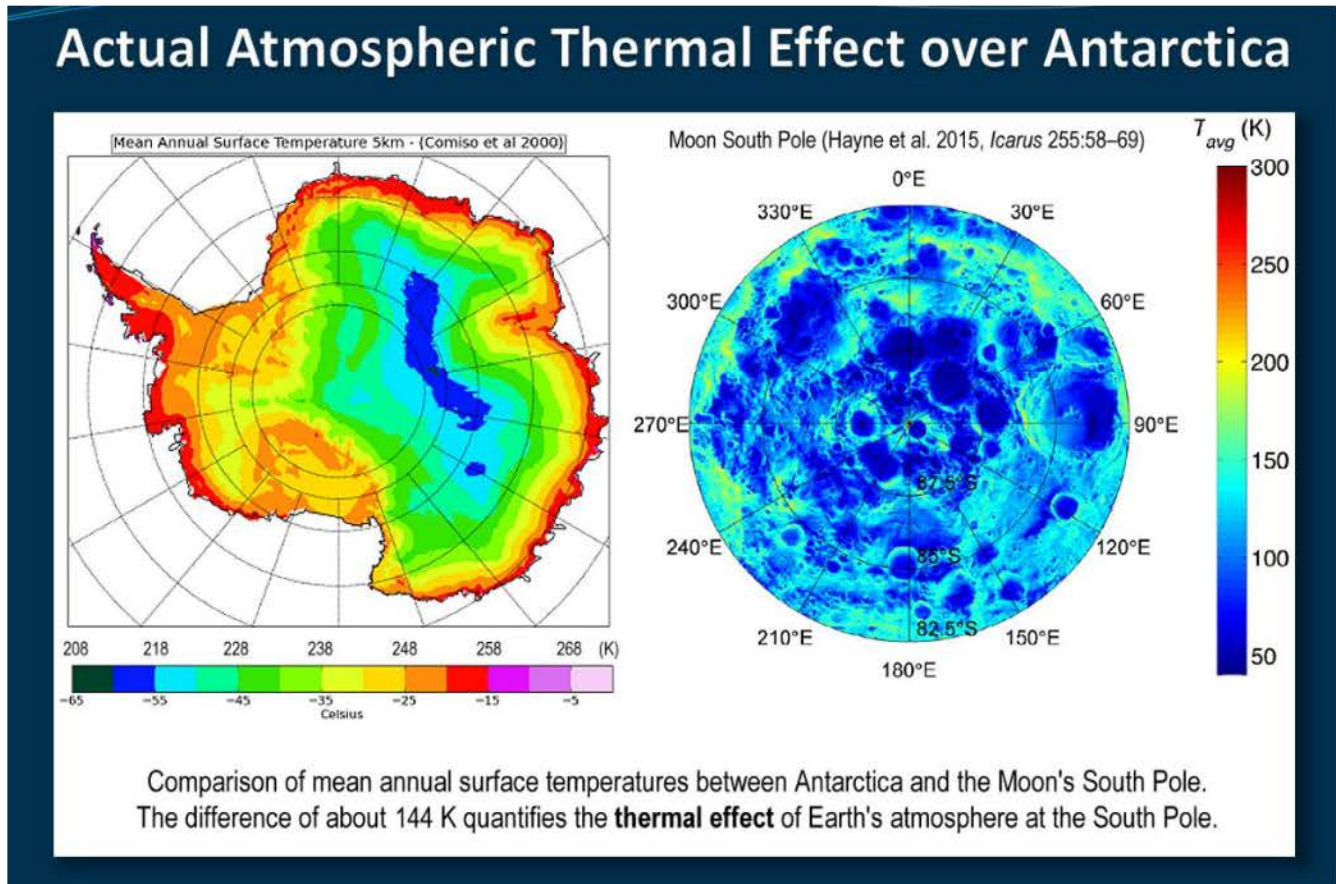 Actual Atmospheric Thermal Effect over Antarctica
Mean Annual Surface Temperature 5km - (Comiso et al 2000)
Moon South Pole (Hayne et al. 2015, Icarus 255:58–69)
T avg (K)
0°E
30°E
60°E
90°E
120°E
150°E
180°E
210°E
240°E
270°E
300°E
330°E
87.5°S
85°S
82.5°S
300
250
200
150
100
50
208 218 228 238 248 258 268 (K)
−65 −55 −45 −35 −25 −15 −5
Celsius
Comparison of mean annual surface temperatures between Antarctica and the Moon's South Pole.
The difference of about 144 K quantifies the thermal effect of Earth's atmosphere at the South Pole.